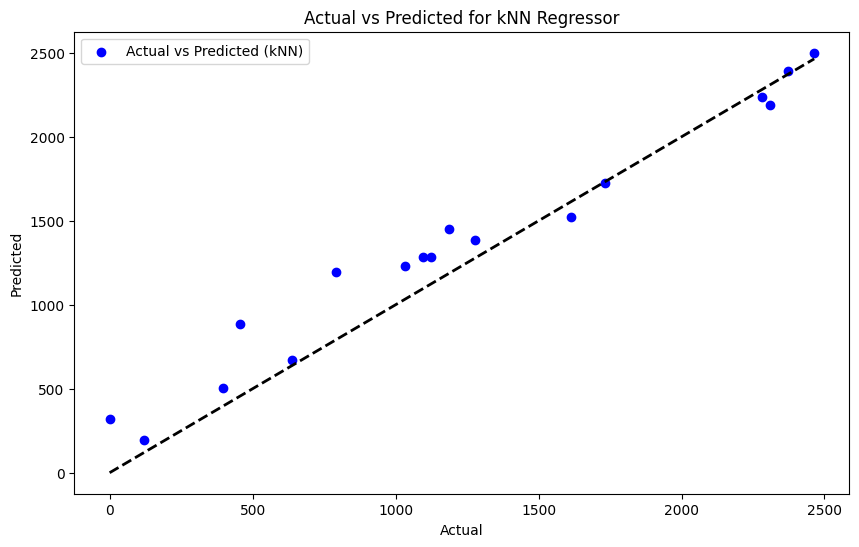 Actual vs Predicted for kNN Regressor
Actual vs Predicted (kNN)
2500
2000
1500
1000
500
0
Predicted
0 500 1000 1500 2000 2500
Actual